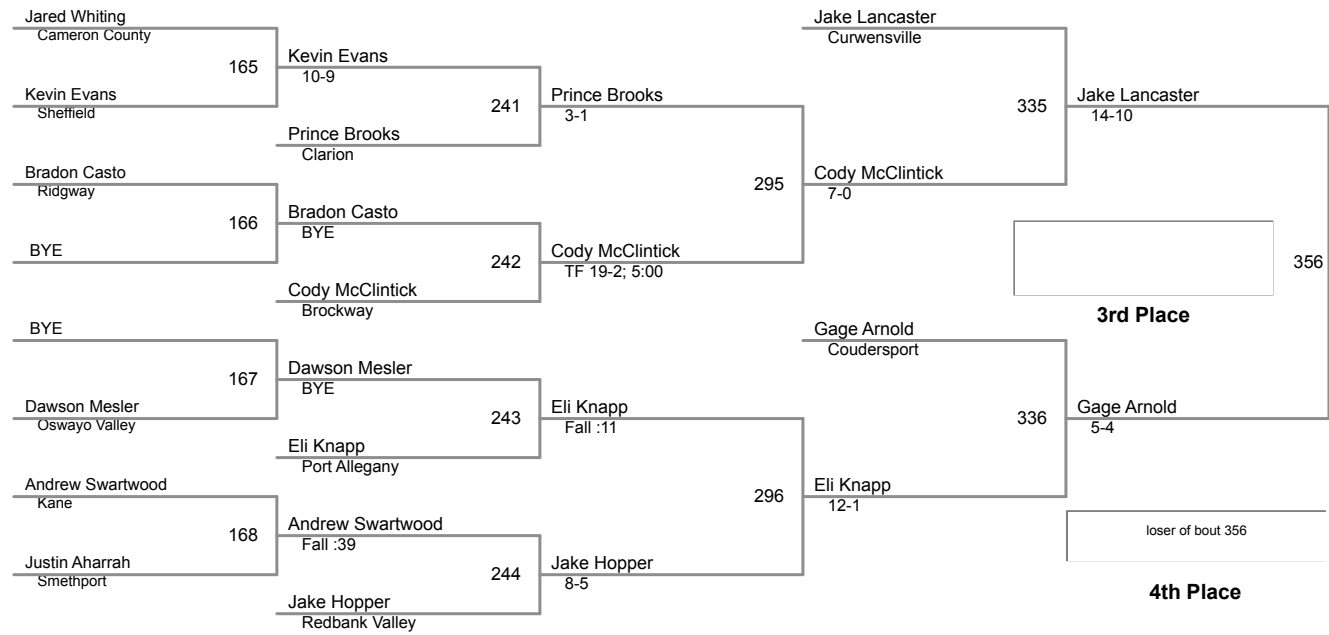 Jared Whiting
Cameron County
165
Kevin Evans
Sheffield
Bradon Casto
Ridgway
166
BYE
BYE
167
Dawson Mesler
Oswayo Valley
Andrew Swartwood
Kane
168
Justin Aharrah
Smethport
Kevin Evans
10-9
241
Prince Brooks
Clarion
Bradon Casto
BYE
242
Cody McClintick
Brockway
Dawson Mesler
BYE
243
Eli Knapp
Port Allegany
Andrew Swartwood
Fall :39
244
Jake Hopper
Redbank Valley
Prince Brooks
3-1
295
Cody McClintick
TF 19-2; 5:00
Eli Knapp
Fall :11
296
Jake Hopper
8-5
Jake Lancaster
Curwensville
335
Cody McClintick
7-0
Gage Arnold
Coudersport
336
Eli Knapp
12-1
Jake Lancaster
14-10
356
3rd Place
Gage Arnold
5-4
loser of bout 356
4th Place